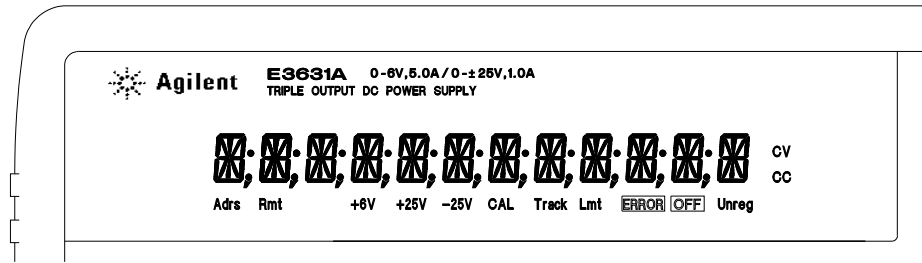 Agilent E3631A 0-6V,5.0A / 0-±25V,1.0A
TRIPLE OUTPUT DC POWER SUPPLY
CV
CC
Adrs Rmt +6V +25V -25V CAL Track Lmt ERROR OFF Unreg